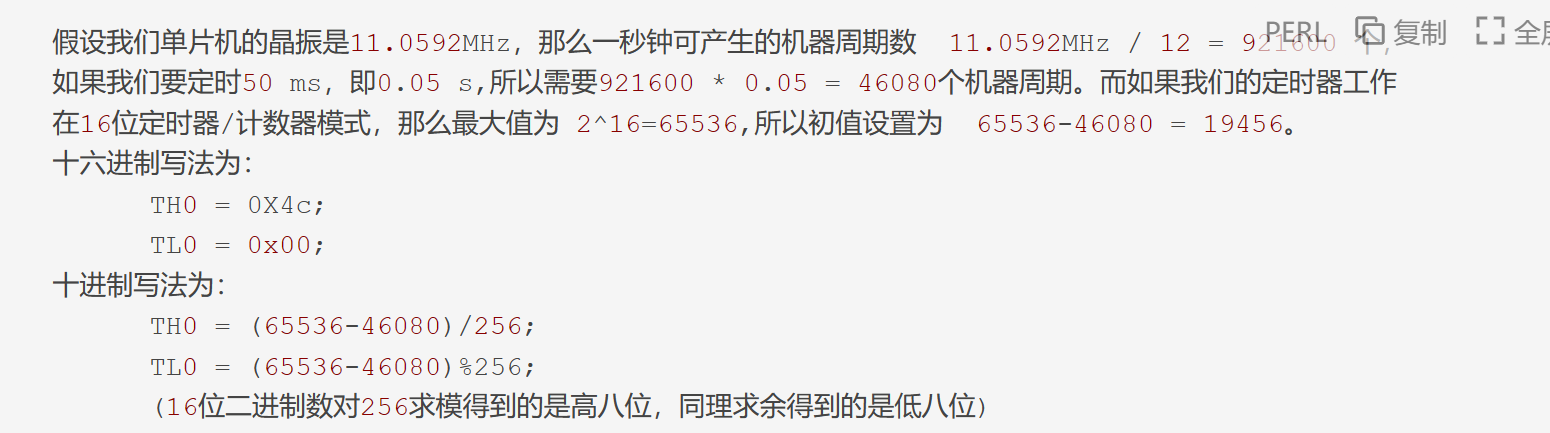 PERL 复制 全屏
假设我们单片机的晶振是11.0592MHz，那么一秒钟可产生的机器周期数 11.0592MHz / 12 = 921600 个，
如果我们要定时50 ms，即0.05 s,所以需要921600 * 0.05 = 46080个机器周期。而如果我们的定时器工作
在16位定时器/计数器模式，那么最大值为 2^16=65536,所以初值设置为 65536-46080 = 19456。
十六进制写法为：
TH0 = 0X4c;
TL0 = 0x00;
十进制写法为：
TH0 = (65536-46080)/256;
TL0 = (65536-46080)%256;
(16位二进制数对256求模得到的是高八位，同理求余得到的是低八位)